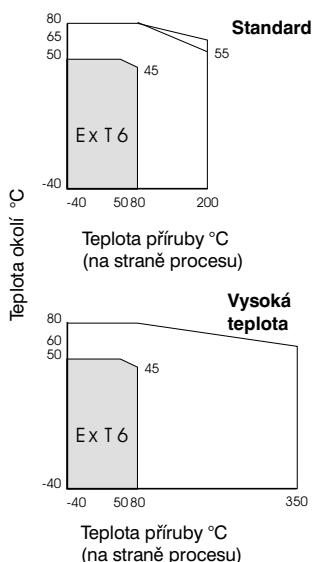 80
Standard
65
50
55
45
Ex T6
-40
-40 50 80 200
Teplota příruby °C
(na straně procesu)
Teplota okolí °C
Vysoká
teplota
80
60
50
45
Ex T6
-40
-40 50 80 350
Teplota příruby °C
(na straně procesu)